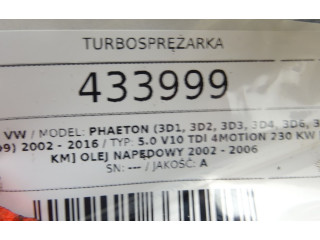 TURBOSPRĘŻARKA
433999
VW / MODEL: PHAETON (3D1, 3D2, 3D3, 3D4, 3D6, 3
9) 2002 - 2016 / TYP: 5.0 V10 TDI 4MOTION 230 KW
KM] OLEJ NAPĘDOWY 2002 - 2006
SN: --- / JAKOŚĆ: A